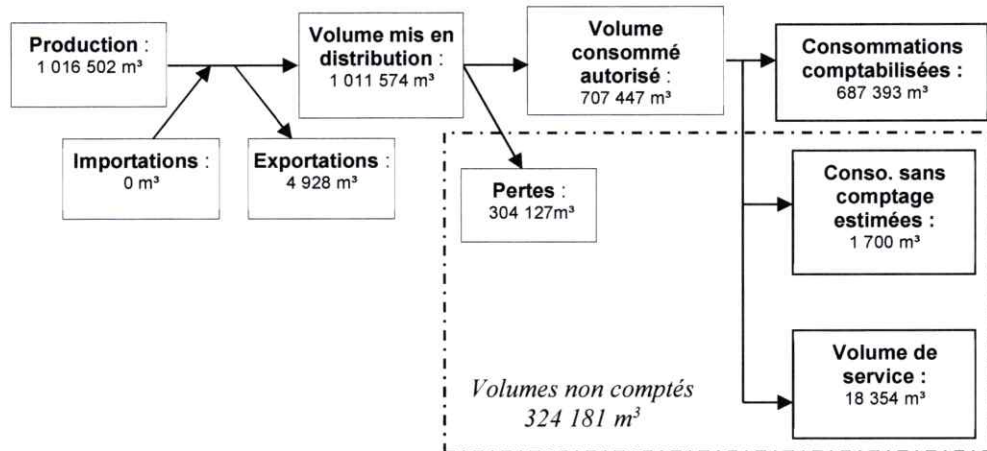 Production :
1 016 502 m³
Volume mis en
distribution :
1 011 574 m³
Volume
consommé
autorisé :
707 447 m³
Consommations
comptabilisées :
687 393 m³
Importations :
0 m³
Exportations :
4 928 m³
Pertes :
304 127m³
Conso. sans
comptage
estimées :
1 700 m³
Volume de
service :
18 354 m³
Volumes non comptés
324 181 m³